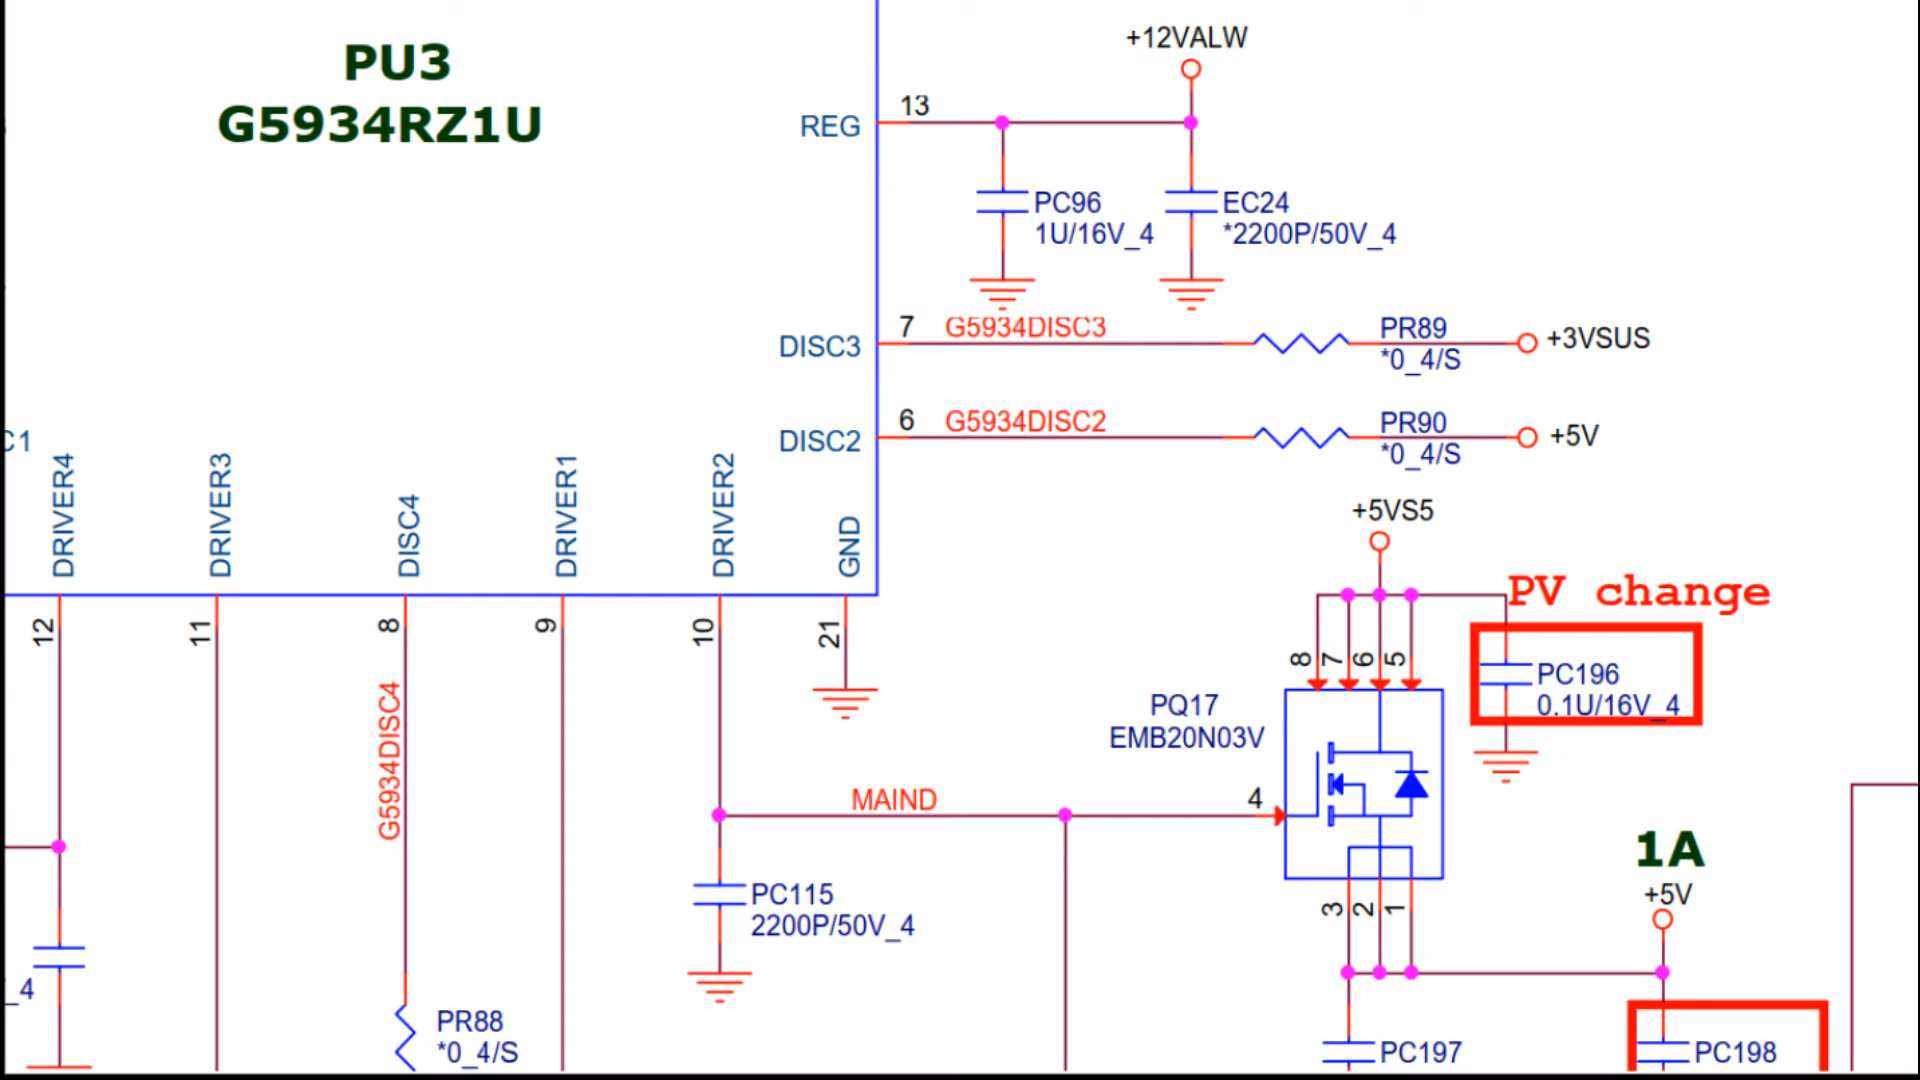 PU3
G5934RZ1U
+12VALW
13
REG
PC96
1U/16V_4
EC24
*2200P/50V_4
7
G5934DISC3
PR89
*0_4/S
+3VSUS
DISC3
6
G5934DISC2
PR90
*0_4/S
+5V
DISC2
C1
DRIVER4
DRIVER3
DISC4
DRIVER1
DRIVER2
GND
+5VS5
PV change
12
11
8
9
10
21
8
7
6
5
PC196
0.1U/16V_4
PQ17
EMB20N03V
G5934DISC4
MAIND
4
1A
+5V
PC115
2200P/50V_4
3
2
1
_4
PR88
*0_4/S
PC197
PC198